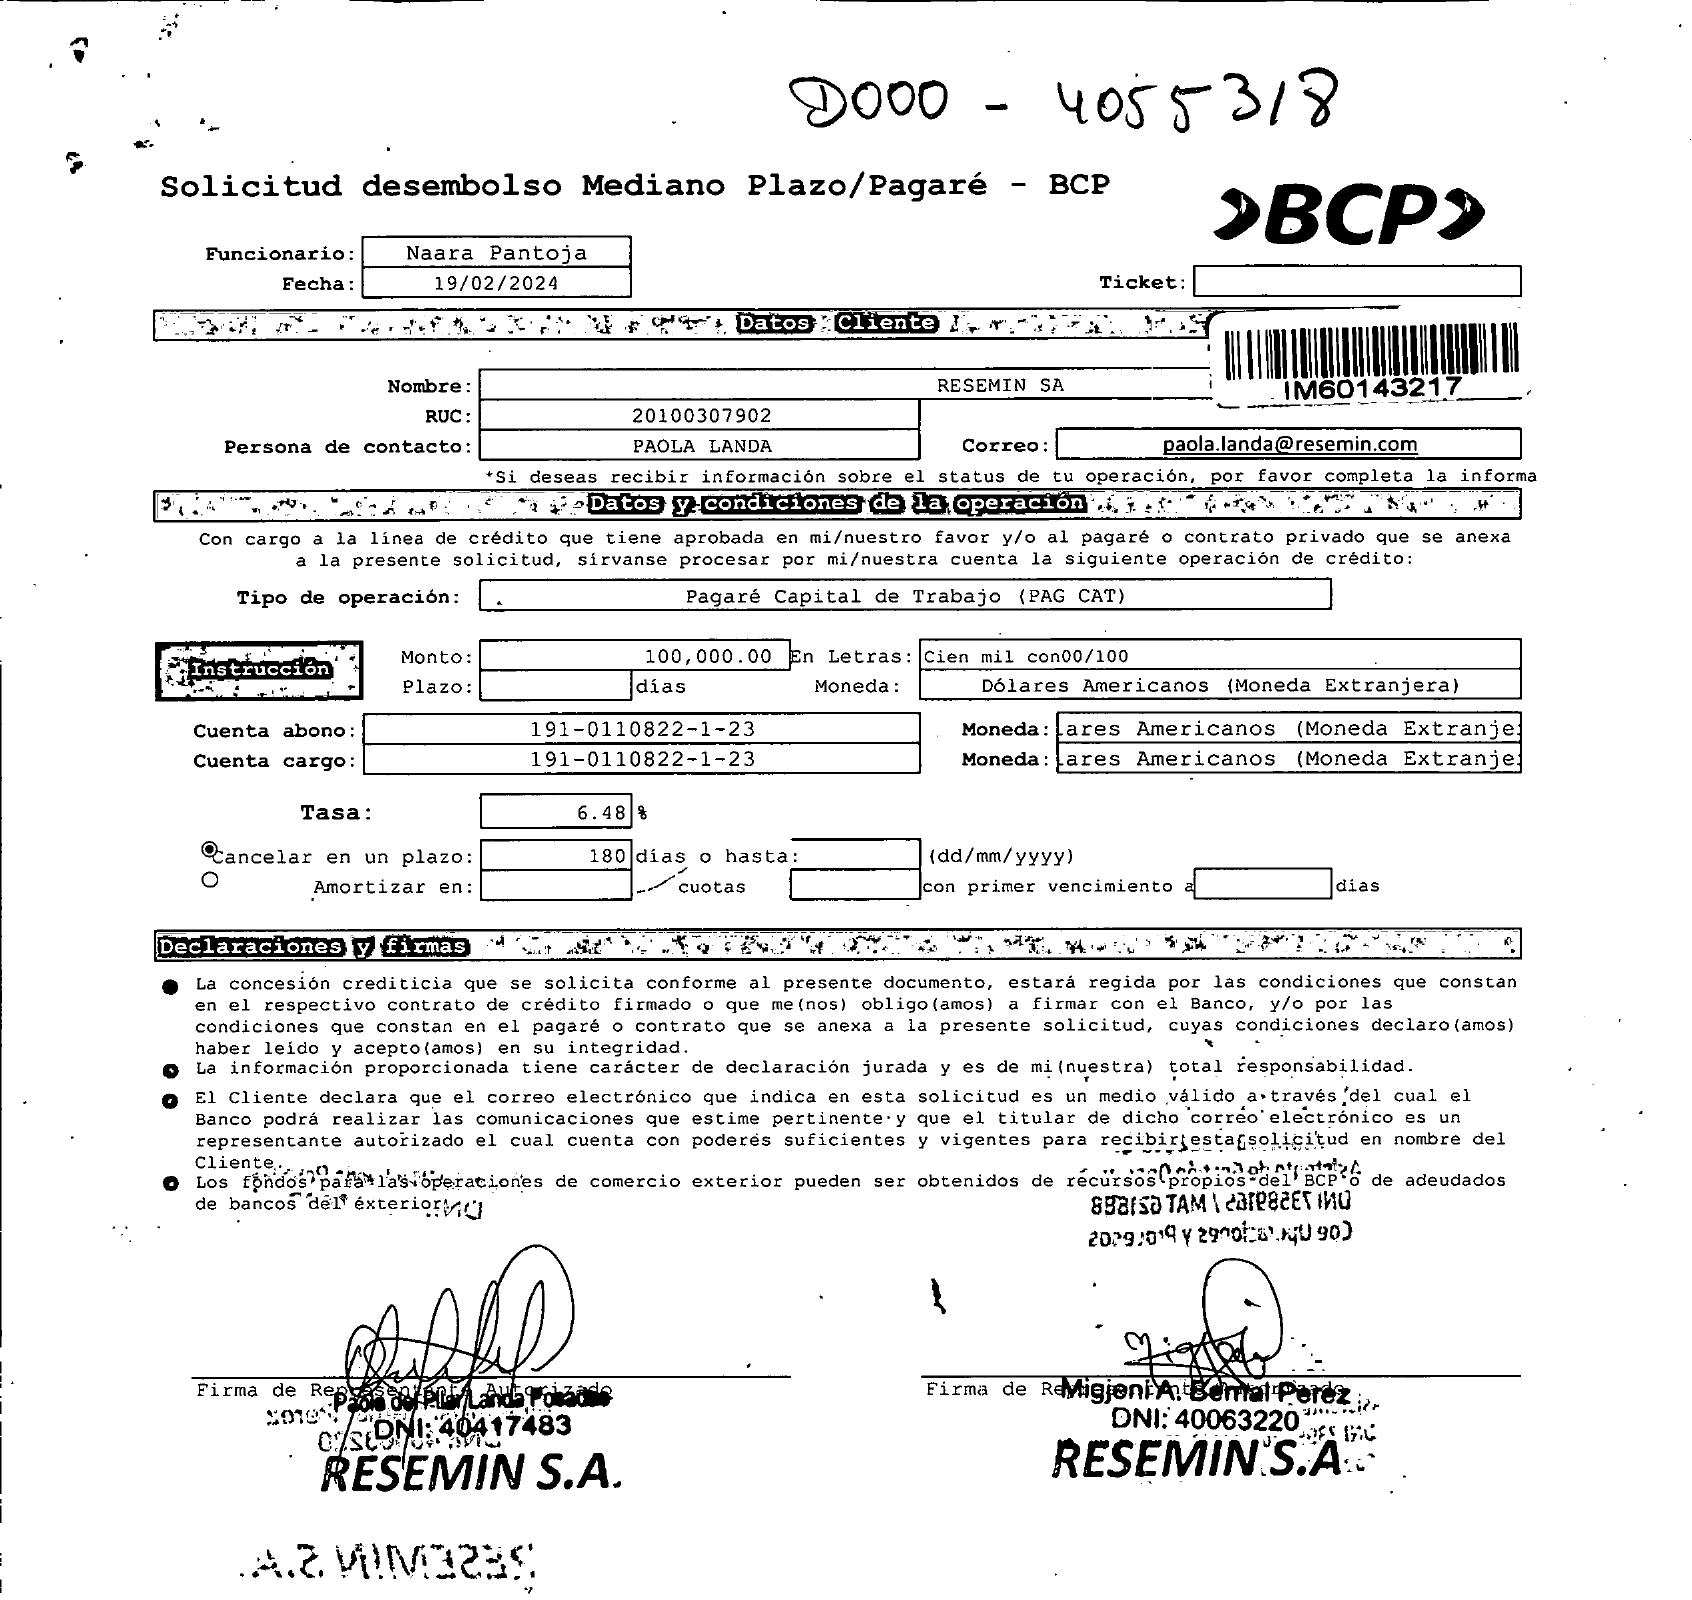 D000 - 4055318
Solicitud desembolso Mediano Plazo/Pagaré - BCP
BCP
Funcionario: Naara Pantoja
Fecha: 19/02/2024
Ticket:
Datos Cliente
IM60143217
Nombre: RESEMIN SA
RUC: 20100307902
Persona de contacto: PAOLA LANDA Correo: paola.landa@resemin.com
*Si deseas recibir información sobre el status de tu operación, por favor completa la informa
Datos y condiciones de la operación
Con cargo a la línea de crédito que tiene aprobada en mi/nuestro favor y/o al pagaré o contrato privado que se anexa
a la presente solicitud, sírvanse procesar por mi/nuestra cuenta la siguiente operación de crédito:
Tipo de operación: Pagaré Capital de Trabajo (PAG CAT)
Instrucción
Monto: 100,000.00 En Letras: Cien mil con00/100
Plazo: días Moneda: Dólares Americanos (Moneda Extranjera)
Cuenta abono: 191-0110822-1-23 Moneda: lares Americanos (Moneda Extranje
Cuenta cargo: 191-0110822-1-23 Moneda: lares Americanos (Moneda Extranje
Tasa: 6.48 %
Cancelar en un plazo: 180 días o hasta: (dd/mm/yyyy)
Amortizar en: cuotas con primer vencimiento a días
Declaraciones y firmas
La concesión crediticia que se solicita conforme al presente documento, estará regida por las condiciones que constan
en el respectivo contrato de crédito firmado o que me(nos) obligo(amos) a firmar con el Banco, y/o por las
condiciones que constan en el pagaré o contrato que se anexa a la presente solicitud, cuyas condiciones declaro(amos)
haber leído y acepto(amos) en su integridad.
La información proporcionada tiene carácter de declaración jurada y es de mi(nuestra) total responsabilidad.
El Cliente declara que el correo electrónico que indica en esta solicitud es un medio válido a través del cual el
Banco podrá realizar las comunicaciones que estime pertinente y que el titular de dicho correo electrónico es un
representante autorizado el cual cuenta con poderes suficientes y vigentes para recibir esta solicitud en nombre del
Cliente.
Los fondos para las operaciones de comercio exterior pueden ser obtenidos de recursos propios del BCP o de adeudados
de bancos del exterior.
Firma de Representante Autorizado
Paola del Pilar Landa
DNI: 40417483
RESEMIN S.A.
Firma de
Migjeni A. Bernal Perez
DNI: 40063220
RESEMIN S.A
RESEMIN S.A.